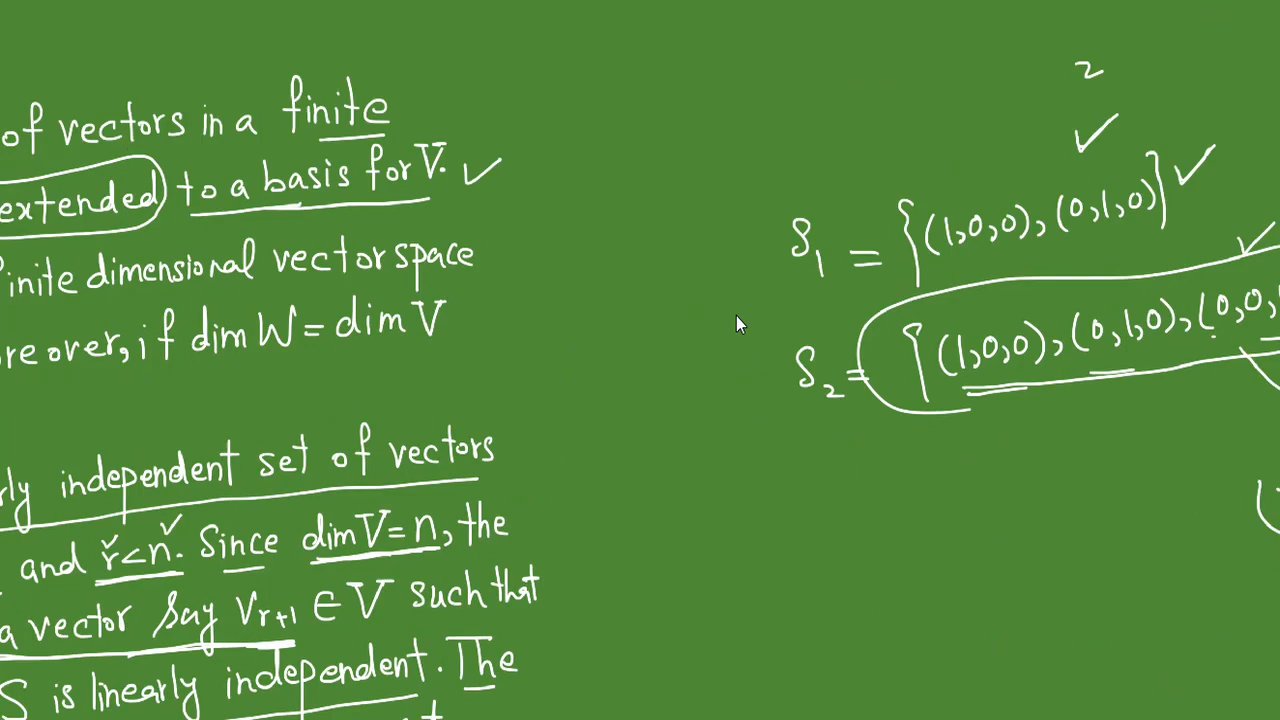 of vectors in a finite
extended to a basis for V. ✓
finite dimensional vector space
reover, if dim W = dim V
rly independent set of vectors
and r<n. Since dim V = n, the
a vector say Vr+1 ∈ V such that
S is linearly independent. The
2
✓
S1 = {(1,0,0), (0,1,0)} ✓
S2 = {(1,0,0), (0,1,0), (0,0,